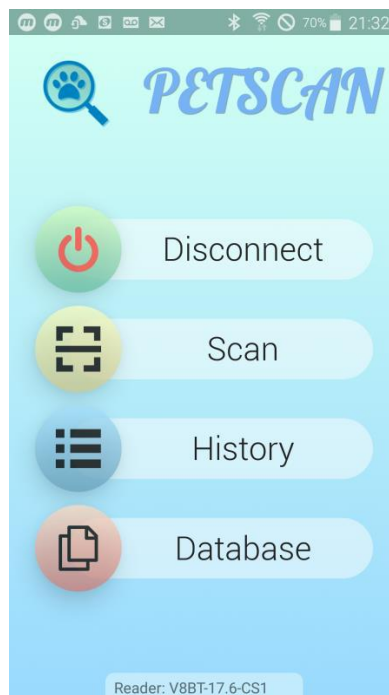 70% 21:32
PETSCAN
Disconnect
Scan
History
Database
Reader: V8BT-17.6-CS1